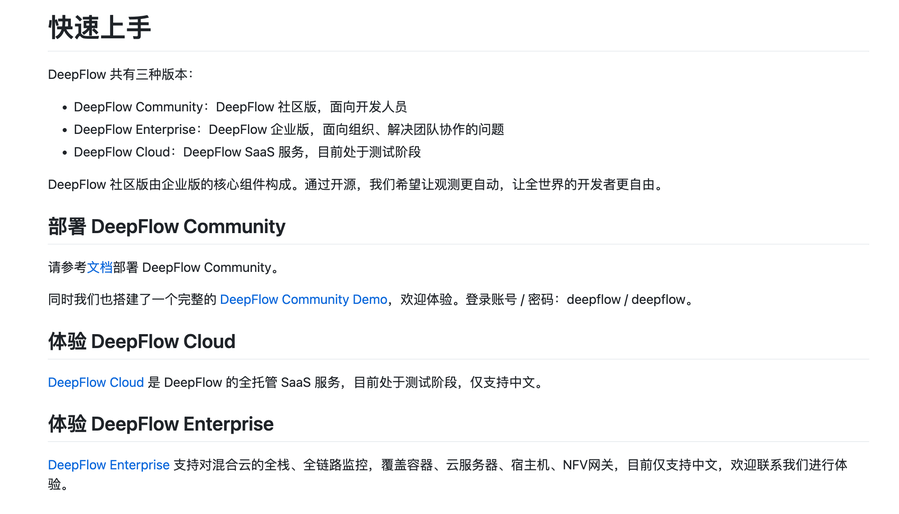 快速上手
DeepFlow 共有三种版本：
• DeepFlow Community：DeepFlow 社区版，面向开发人员
• DeepFlow Enterprise：DeepFlow 企业版，面向组织、解决团队协作的问题
• DeepFlow Cloud：DeepFlow SaaS 服务，目前处于测试阶段
DeepFlow 社区版由企业版的核心组件构成。通过开源，我们希望让观测更自动，让全世界的开发者更自由。
部署 DeepFlow Community
请参考文档部署 DeepFlow Community。
同时我们也搭建了一个完整的 DeepFlow Community Demo，欢迎体验。登录账号 / 密码：deepflow / deepflow。
体验 DeepFlow Cloud
DeepFlow Cloud 是 DeepFlow 的全托管 SaaS 服务，目前处于测试阶段，仅支持中文。
体验 DeepFlow Enterprise
DeepFlow Enterprise 支持对混合云的全栈、全链路监控，覆盖容器、云服务器、宿主机、NFV网关，目前仅支持中文，欢迎联系我们进行体
验。